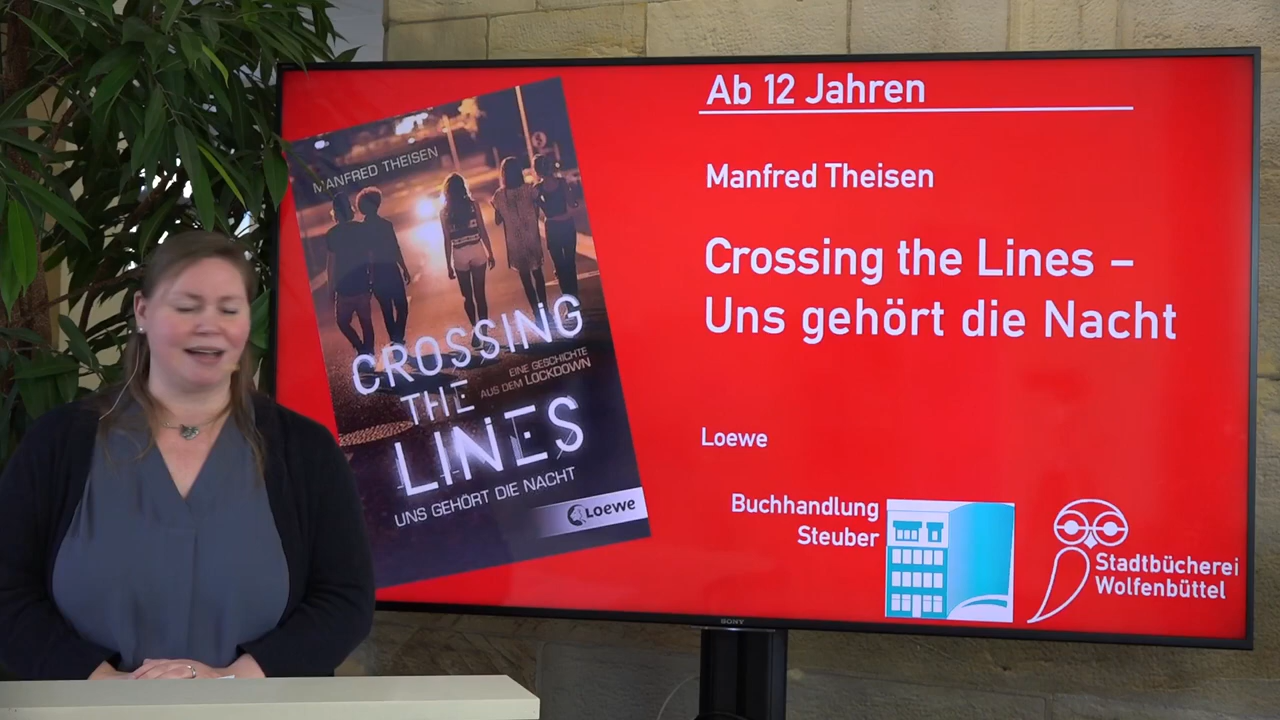 Ab 12 Jahren
Manfred Theisen
Crossing the Lines –
Uns gehört die Nacht
Loewe
Buchhandlung
Steuber
Stadtbücherei
Wolfenbüttel
MANFRED THEISEN
CROSSING
THE
EINE GESCHICHTE
AUS DEM LOCKDOWN
LINES
UNS GEHÖRT DIE NACHT
Loewe
SONY